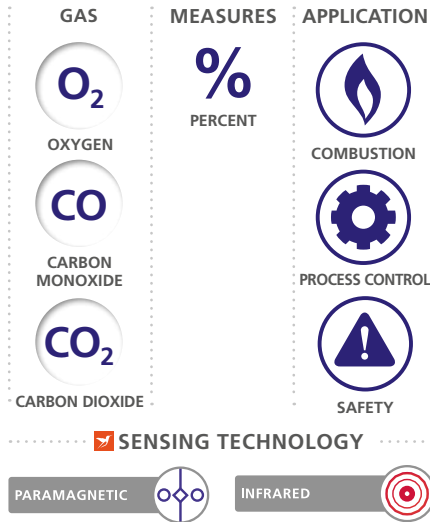 GAS
O₂
OXYGEN
CO
CARBON
MONOXIDE
CO₂
CARBON DIOXIDE
MEASURES
%
PERCENT
APPLICATION
COMBUSTION
PROCESS CONTROL
SAFETY
SENSING TECHNOLOGY
PARAMAGNETIC
INFRARED